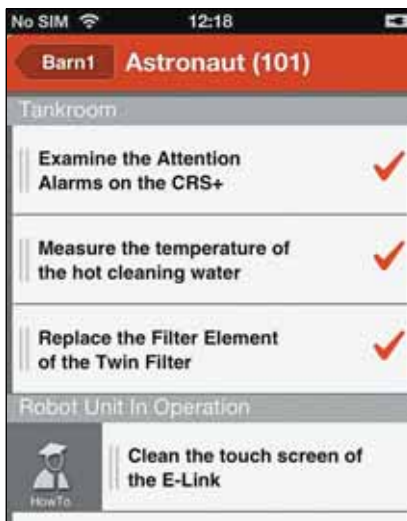 No SIM 12:18
Barn1 Astronaut (101)
Tankroom
Examine the Attention
Alarms on the CRS+
Measure the temperature of
the hot cleaning water
Replace the Filter Element
of the Twin Filter
Robot Unit In Operation
Clean the touch screen of
the E-Link
HowTo